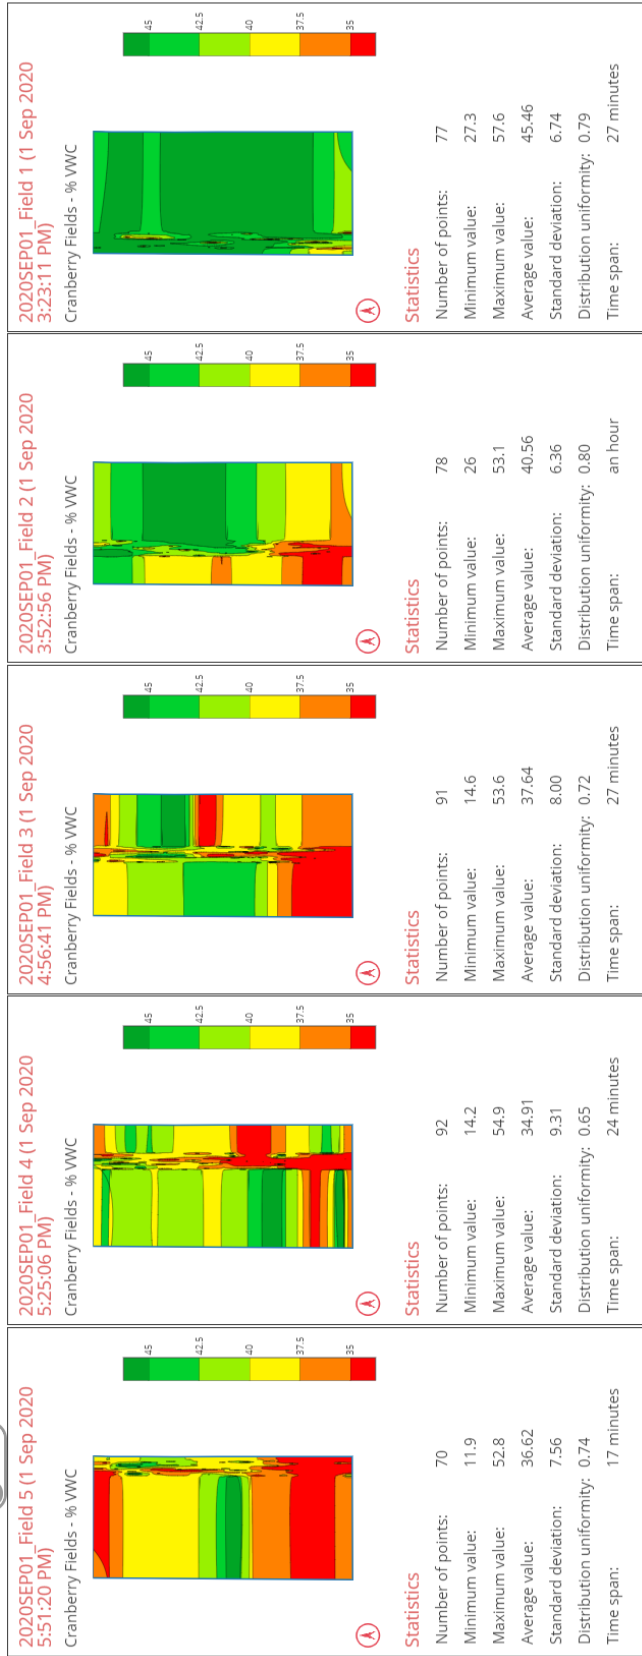 2020SEP01_Field 5 (1 Sep 2020
5:51:20 PM)
Cranberry Fields - % VWC
45
42.5
40
37.5
35
Statistics
Number of points: 70
Minimum value: 11.9
Maximum value: 52.8
Average value: 36.62
Standard deviation: 7.56
Distribution uniformity: 0.74
Time span: 17 minutes
2020SEP01_Field 4 (1 Sep 2020
5:25:06 PM)
Cranberry Fields - % VWC
45
42.5
40
37.5
35
Statistics
Number of points: 92
Minimum value: 14.2
Maximum value: 54.9
Average value: 34.91
Standard deviation: 9.31
Distribution uniformity: 0.65
Time span: 24 minutes
2020SEP01_Field 3 (1 Sep 2020
4:56:41 PM)
Cranberry Fields - % VWC
45
42.5
40
37.5
35
Statistics
Number of points: 91
Minimum value: 14.6
Maximum value: 53.6
Average value: 37.64
Standard deviation: 8.00
Distribution uniformity: 0.72
Time span: 27 minutes
2020SEP01_Field 2 (1 Sep 2020
3:52:56 PM)
Cranberry Fields - % VWC
45
42.5
40
37.5
35
Statistics
Number of points: 78
Minimum value: 26
Maximum value: 53.1
Average value: 40.56
Standard deviation: 6.36
Distribution uniformity: 0.80
Time span: an hour
2020SEP01_Field 1 (1 Sep 2020
3:23:11 PM)
Cranberry Fields - % VWC
45
42.5
40
37.5
35
Statistics
Number of points: 77
Minimum value: 27.3
Maximum value: 57.6
Average value: 45.46
Standard deviation: 6.74
Distribution uniformity: 0.79
Time span: 27 minutes